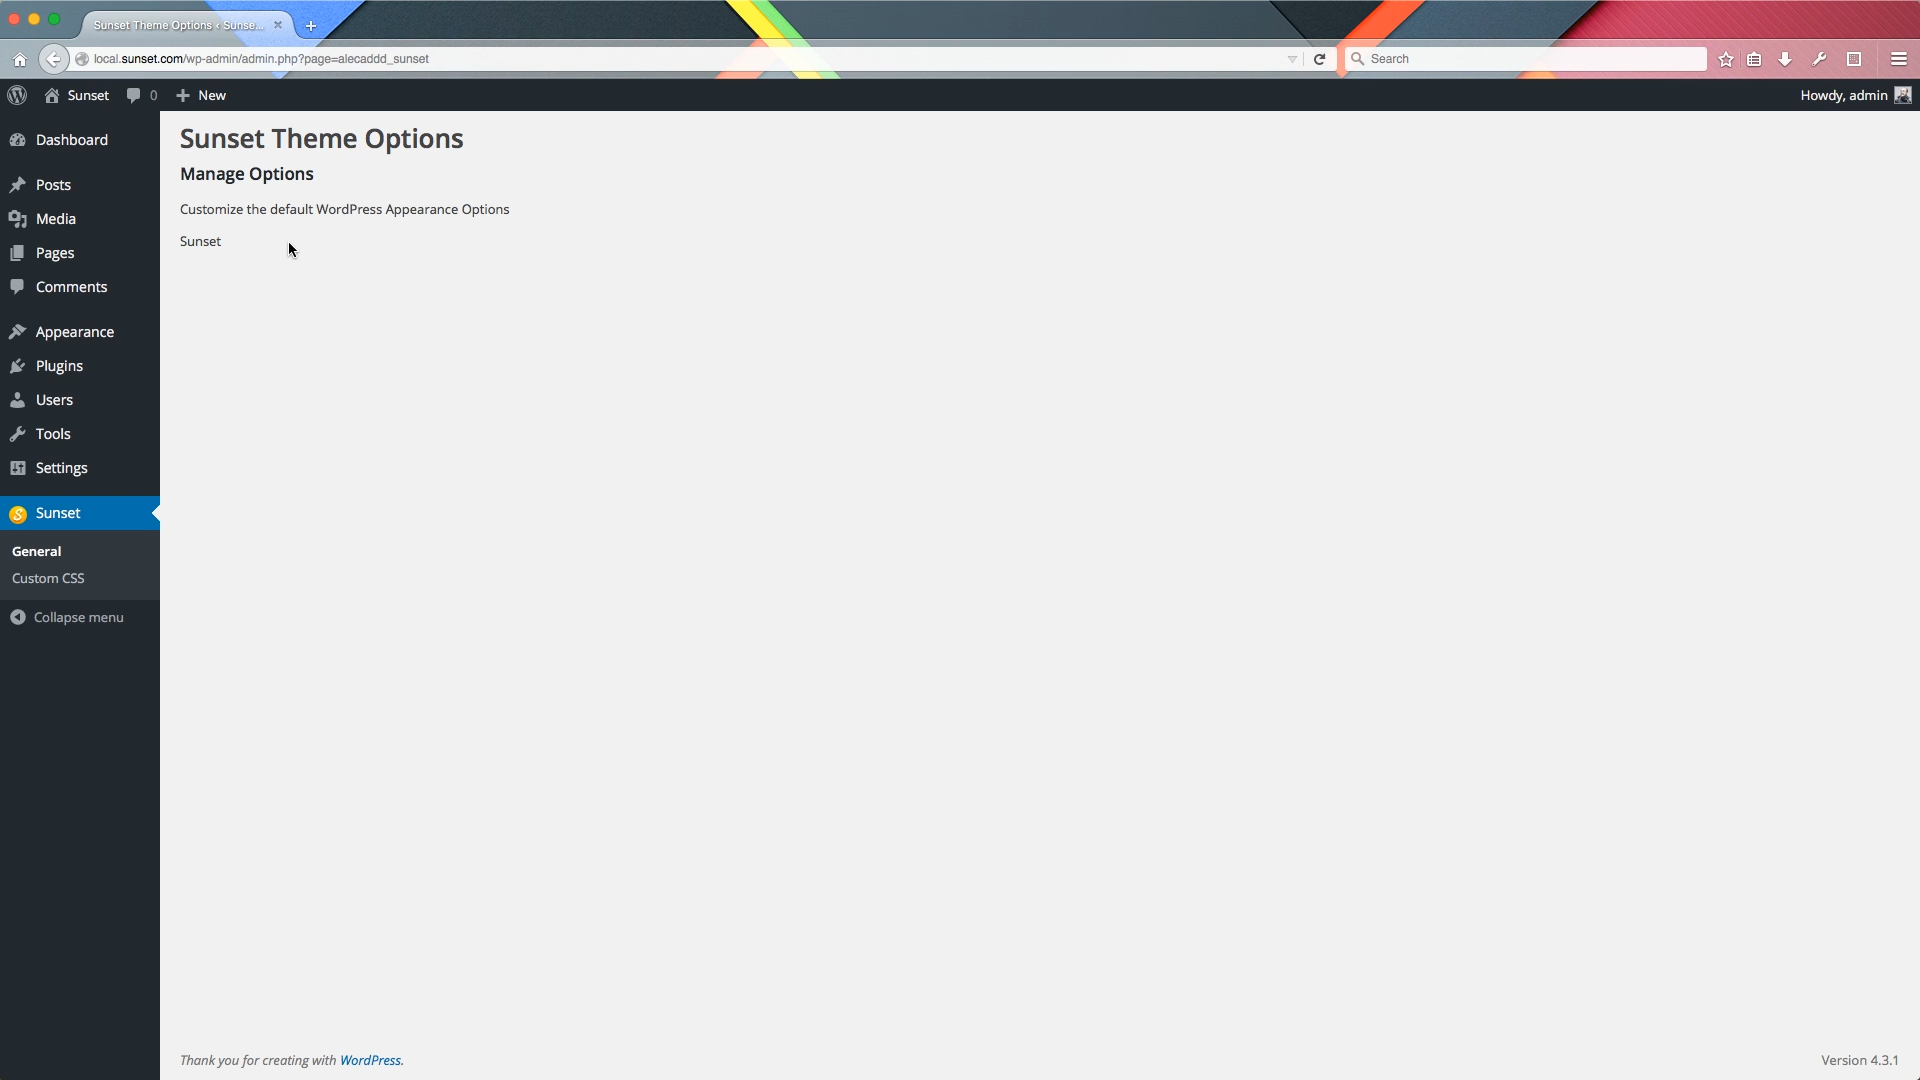 Sunset Theme Options ‹ Sunse...
local.sunset.com/wp-admin/admin.php?page=alecaddd_sunset
Search
Sunset
0
New
Howdy, admin
Dashboard
Posts
Media
Pages
Comments
Appearance
Plugins
Users
Tools
Settings
Sunset
General
Custom CSS
Collapse menu
Sunset Theme Options
Manage Options
Customize the default WordPress Appearance Options
Sunset
Thank you for creating with WordPress.
Version 4.3.1